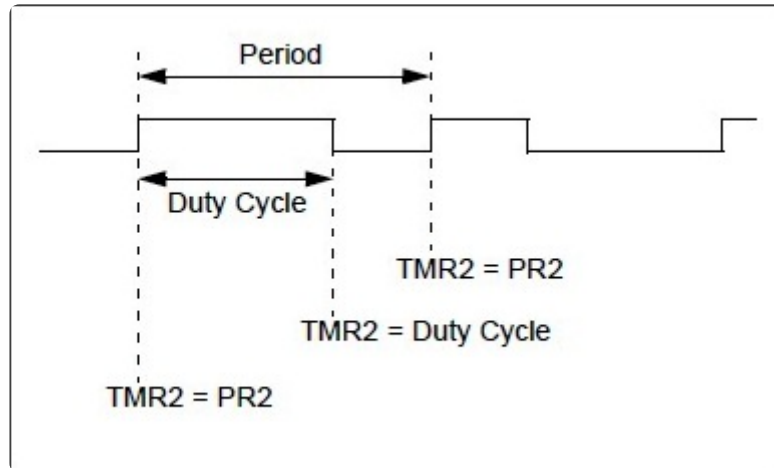 Period
Duty Cycle
TMR2 = PR2
TMR2 = Duty Cycle
TMR2 = PR2